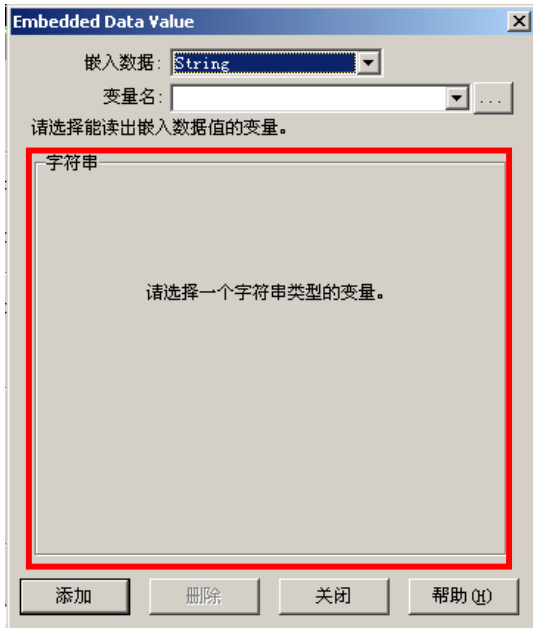 Embedded Data Value
嵌入数据: String
变量名: ...
请选择能读出嵌入数据值的变量。
字符串
请选择一个字符串类型的变量。
添加 删除 关闭 帮助(H)